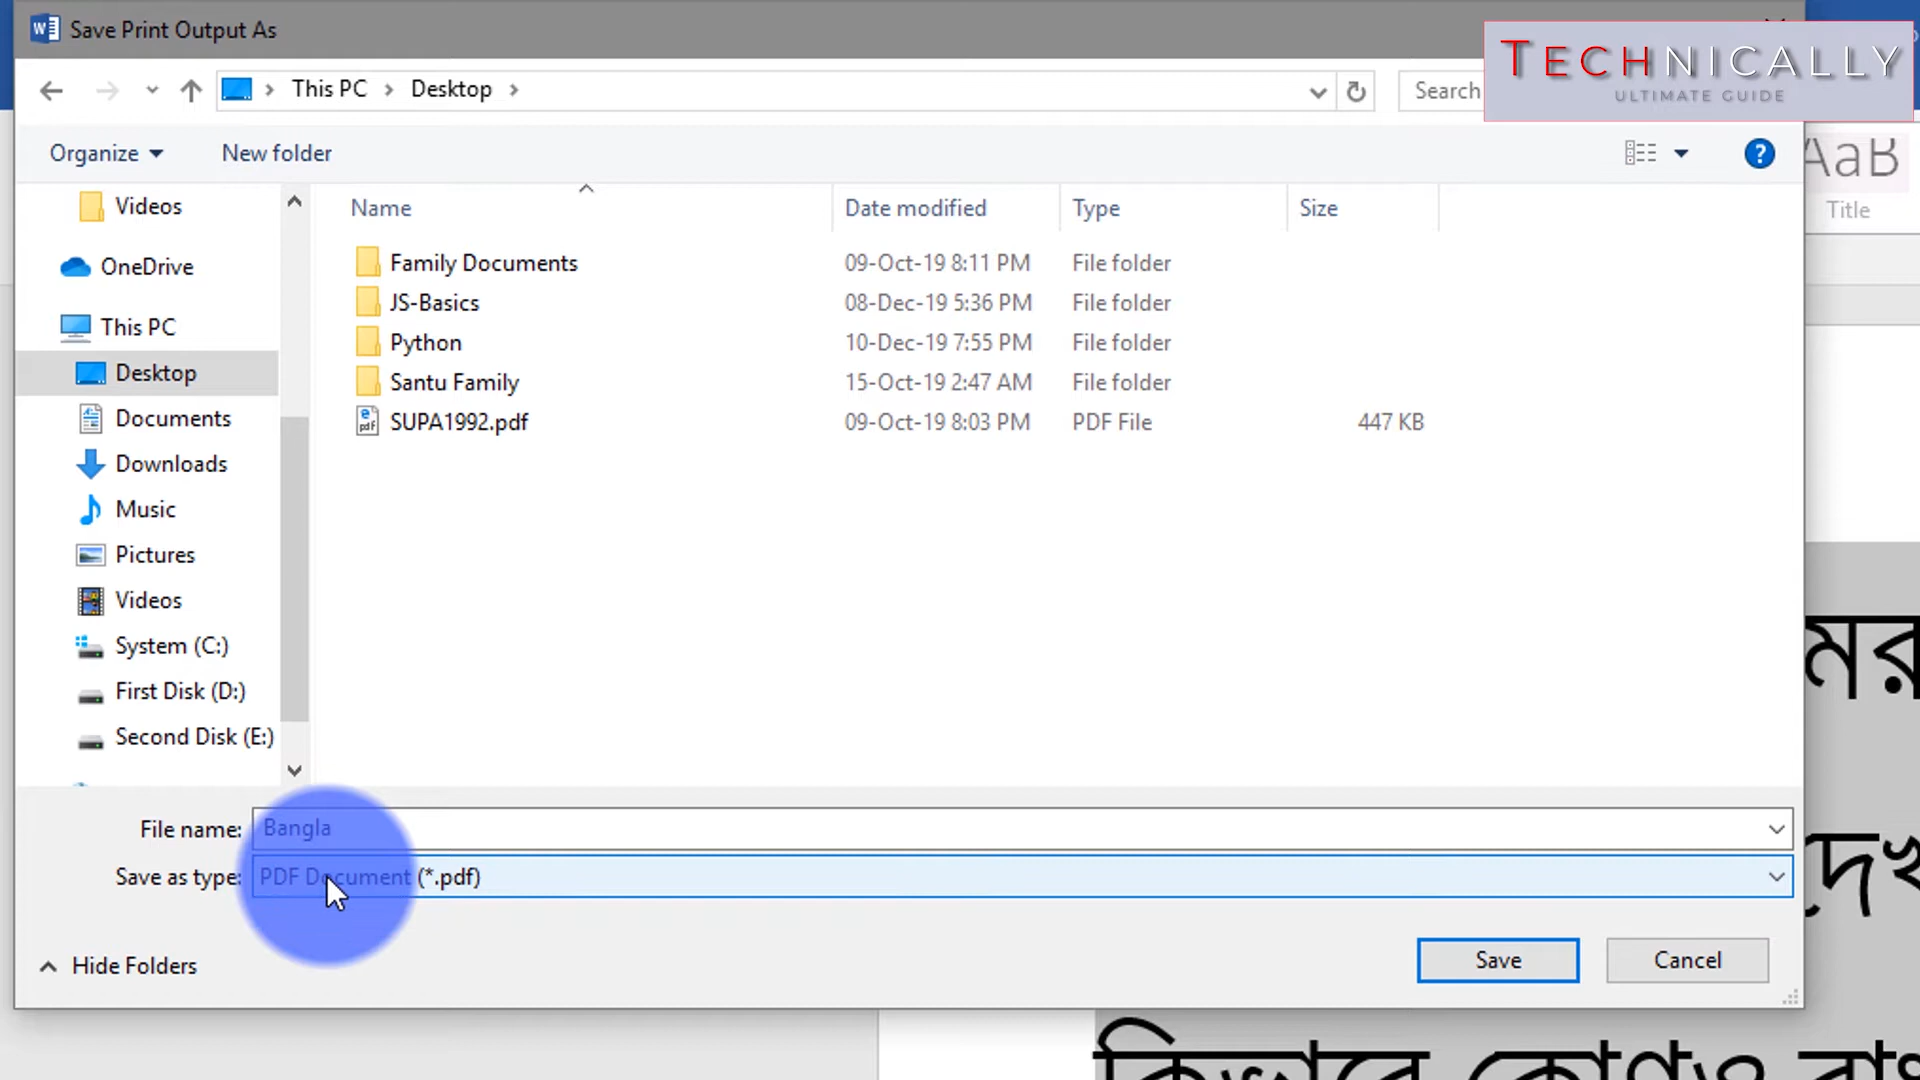 Save Print Output As
TECHNICALLY
ULTIMATE GUIDE
This PC > Desktop >
Search
Organize
New folder
?
AaB
Title
Name Date modified Type Size
Videos
OneDrive
This PC
Desktop
Documents
Downloads
Music
Pictures
Videos
System (C:)
First Disk (D:)
Second Disk (E:)
Family Documents 09-Oct-19 8:11 PM File folder
JS-Basics 08-Dec-19 5:36 PM File folder
Python 10-Dec-19 7:55 PM File folder
Santu Family 15-Oct-19 2:47 AM File folder
SUPA1992.pdf 09-Oct-19 8:03 PM PDF File 447 KB
File name: Bangla
Save as type: PDF Document (*.pdf)
Hide Folders
Save
Cancel
কিভাবে কোনও